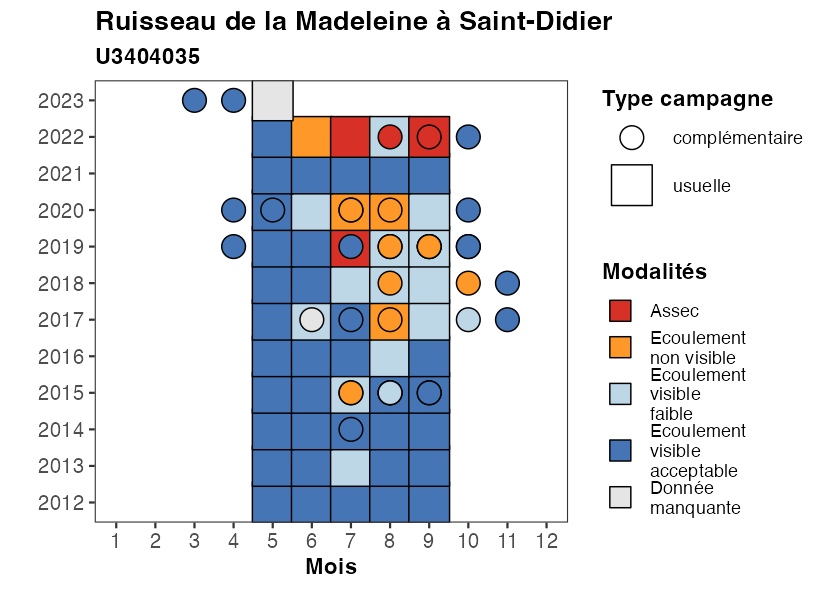 Ruisseau de la Madeleine à Saint-Didier
U3404035
2023
2022
2021
2020
2019
2018
2017
2016
2015
2014
2013
2012
1 2 3 4 5 6 7 8 9 10 11 12
Mois
Type campagne
complémentaire
usuelle
Modalités
Assec
Ecoulement
non visible
Ecoulement
visible
faible
Ecoulement
visible
acceptable
Donnée
manquante